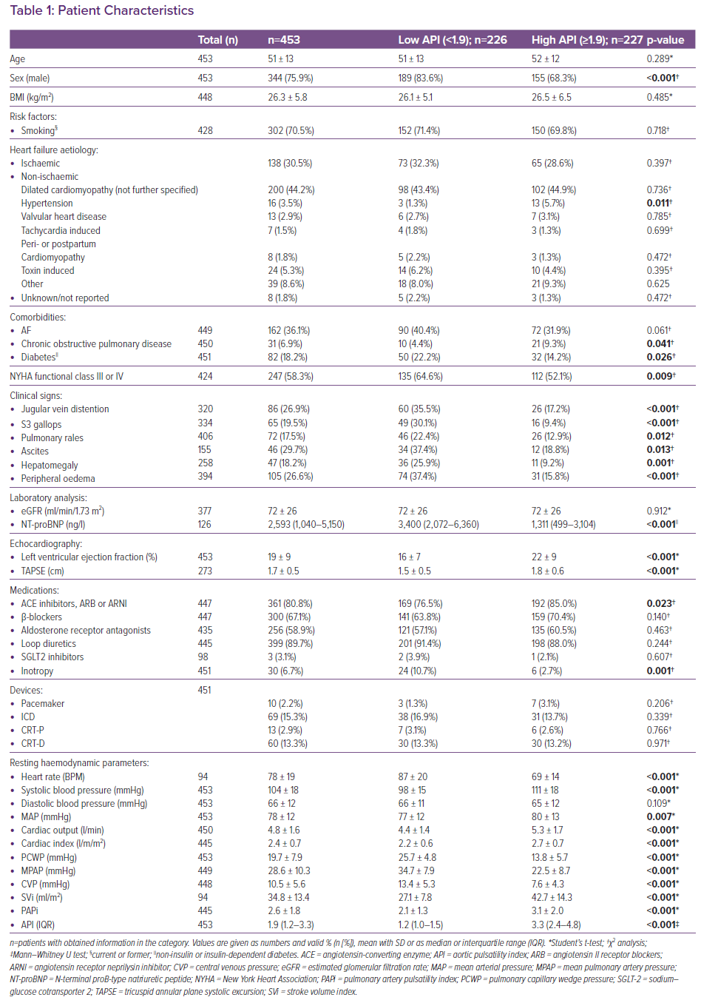 Table 1: Patient Characteristics
Total (n) n=453 Low API (<1.9); n=226 High API (≥1.9); n=227 p-value
Age 453 51 ± 13 51 ± 13 52 ± 12 0.289*
Sex (male) 453 344 (75.9%) 189 (83.6%) 155 (68.3%) <0.001†
BMI (kg/m²) 448 26.3 ± 5.8 26.1 ± 5.1 26.5 ± 6.5 0.485*
Risk factors:
• Smoking§ 428 302 (70.5%) 152 (71.4%) 150 (69.8%) 0.718†
Heart failure aetiology:
• Ischaemic 138 (30.5%) 73 (32.3%) 65 (28.6%) 0.397†
• Non-ischaemic
Dilated cardiomyopathy (not further specified) 200 (44.2%) 98 (43.4%) 102 (44.9%) 0.736†
Hypertension 16 (3.5%) 3 (1.3%) 13 (5.7%) 0.011†
Valvular heart disease 13 (2.9%) 6 (2.7%) 7 (3.1%) 0.785†
Tachycardia induced 7 (1.5%) 4 (1.8%) 3 (1.3%) 0.699†
Peri- or postpartum
Cardiomyopathy 8 (1.8%) 5 (2.2%) 3 (1.3%) 0.472†
Toxin induced 24 (5.3%) 14 (6.2%) 10 (4.4%) 0.395†
Other 39 (8.6%) 18 (8.0%) 21 (9.3%) 0.625
• Unknown/not reported 8 (1.8%) 5 (2.2%) 3 (1.3%) 0.472†
Comorbidities:
• AF 449 162 (36.1%) 90 (40.4%) 72 (31.9%) 0.061†
• Chronic obstructive pulmonary disease 450 31 (6.9%) 10 (4.4%) 21 (9.3%) 0.041†
• Diabetes|| 451 82 (18.2%) 50 (22.2%) 32 (14.2%) 0.026†
NYHA functional class III or IV 424 247 (58.3%) 135 (64.6%) 112 (52.1%) 0.009†
Clinical signs:
• Jugular vein distention 320 86 (26.9%) 60 (35.5%) 26 (17.2%) <0.001†
• S3 gallops 334 65 (19.5%) 49 (30.1%) 16 (9.4%) <0.001†
• Pulmonary rales 406 72 (17.5%) 46 (22.4%) 26 (12.9%) 0.012†
• Ascites 155 46 (29.7%) 34 (37.4%) 12 (18.8%) 0.013†
• Hepatomegaly 258 47 (18.2%) 36 (25.9%) 11 (9.2%) 0.001†
• Peripheral oedema 394 105 (26.6%) 74 (37.4%) 31 (15.8%) <0.001†
Laboratory analysis:
• eGFR (ml/min/1.73 m²) 377 72 ± 26 72 ± 26 72 ± 26 0.912*
• NT-proBNP (ng/l) 126 2,593 (1,040–5,150) 3,400 (2,072–6,360) 1,311 (499–3,104) <0.001||
Echocardiography:
• Left ventricular ejection fraction (%) 453 19 ± 9 16 ± 7 22 ± 9 <0.001*
• TAPSE (cm) 273 1.7 ± 0.5 1.5 ± 0.5 1.8 ± 0.6 <0.001*
Medications:
• ACE inhibitors, ARB or ARNI 447 361 (80.8%) 169 (76.5%) 192 (85.0%) 0.023†
• β-blockers 447 300 (67.1%) 141 (63.8%) 159 (70.4%) 0.140†
• Aldosterone receptor antagonists 435 256 (58.9%) 121 (57.1%) 135 (60.5%) 0.463†
• Loop diuretics 445 399 (89.7%) 201 (91.4%) 198 (88.0%) 0.244†
• SGLT2 inhibitors 98 3 (3.1%) 2 (3.9%) 1 (2.1%) 0.607†
• Inotropy 451 30 (6.7%) 24 (10.7%) 6 (2.7%) 0.001†
Devices: 451
• Pacemaker 10 (2.2%) 3 (1.3%) 7 (3.1%) 0.206†
• ICD 69 (15.3%) 38 (16.9%) 31 (13.7%) 0.339†
• CRT-P 13 (2.9%) 7 (3.1%) 6 (2.6%) 0.766†
• CRT-D 60 (13.3%) 30 (13.3%) 30 (13.2%) 0.971†
Resting haemodynamic parameters:
• Heart rate (BPM) 94 78 ± 19 87 ± 20 69 ± 14 <0.001*
• Systolic blood pressure (mmHg) 453 104 ± 18 98 ± 15 111 ± 18 <0.001*
• Diastolic blood pressure (mmHg) 453 66 ± 12 66 ± 11 65 ± 12 0.109*
• MAP (mmHg) 453 78 ± 12 77 ± 12 80 ± 13 0.007*
• Cardiac output (l/min) 450 4.8 ± 1.6 4.4 ± 1.4 5.3 ± 1.7 <0.001*
• Cardiac index (l/m/m²) 445 2.4 ± 0.7 2.2 ± 0.6 2.7 ± 0.7 <0.001*
• PCWP (mmHg) 453 19.7 ± 7.9 25.7 ± 4.8 13.8 ± 5.7 <0.001*
• MPAP (mmHg) 449 28.6 ± 10.3 34.7 ± 7.9 22.5 ± 8.7 <0.001*
• CVP (mmHg) 448 10.5 ± 5.6 13.4 ± 5.3 7.6 ± 4.3 <0.001*
• SVi (ml/m²) 94 34.8 ± 13.4 27.1 ± 7.8 42.7 ± 14.3 <0.001*
• PAPi 445 2.6 ± 1.8 2.1 ± 1.3 3.1 ± 2.0 <0.001*
• API (IQR) 453 1.9 (1.2–3.3) 1.2 (1.0–1.5) 3.3 (2.4–4.8) <0.001‡
n=patients with obtained information in the category. Values are given as numbers and valid % (n [%]), mean with SD or as median or interquartile range (IQR). *Student's t-test; †χ² analysis;
‡Mann–Whitney U test; §current or former; ||non-insulin or insulin-dependent diabetes. ACE = angiotensin-converting enzyme; API = aortic pulsatility index; ARB = angiotensin II receptor blockers;
ARNI = angiotensin receptor neprilysin inhibitor; CVP = central venous pressure; eGFR = estimated glomerular filtration rate; MAP = mean arterial pressure; MPAP = mean pulmonary artery pressure;
NT-proBNP = N-terminal proB-type natriuretic peptide; NYHA = New York Heart Association; PAPi = pulmonary artery pulsatility index; PCWP = pulmonary capillary wedge pressure; SGLT-2 = sodium–
glucose cotransporter 2; TAPSE = tricuspid annular plane systolic excursion; SVi = stroke volume index.